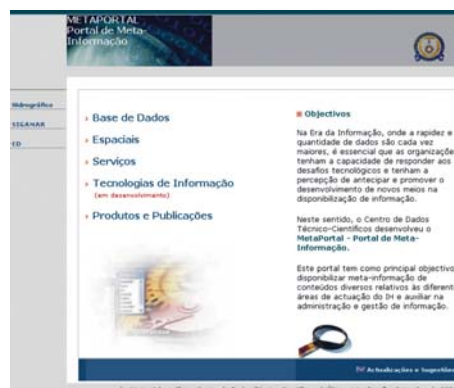 METAPORTAL
Portal de Meta-
Informação
Hidrográfico
SIGAMAR
CD
Base de Dados
Espaciais
Serviços
Tecnologias de Informação
(em desenvolvimento)
Produtos e Publicações
Objectivos
Na Era da Informação, onde a rapidez e
quantidade de dados são cada vez
maiores, é essencial que as organizaçõe
tenham a capacidade de responder aos
desafios tecnológicos e tenham a
percepção de antecipar e promover o
desenvolvimento de novos meios na
disponibilização de informação.
Neste sentido, o Centro de Dados
Técnico-Científicos desenvolveu o
MetaPortal - Portal de Meta-
Informação.
Este portal tem como principal objectivo
disponibilizar meta-informação de
conteúdos diversos relativos às diferent
áreas de actuação do IH e auxiliar na
administração e gestão de informação.
Actualizações e Sugestões